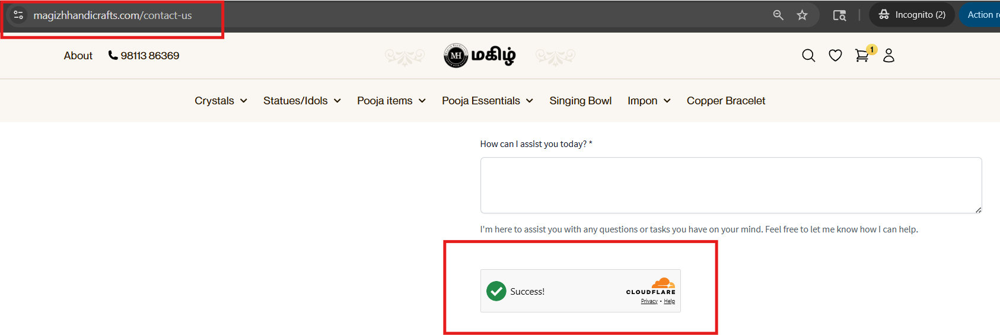 magizhhandicrafts.com/contact-us
Incognito (2)
About
98113 86369
MH
மகிழ்
1
Crystals
Statues/Idols
Pooja items
Pooja Essentials
Singing Bowl
Impon
Copper Bracelet
How can I assist you today? *
I'm here to assist you with any questions or tasks you have on your mind. Feel free to let me know how I can help.
Success!
CLOUDFLARE
Privacy • Help